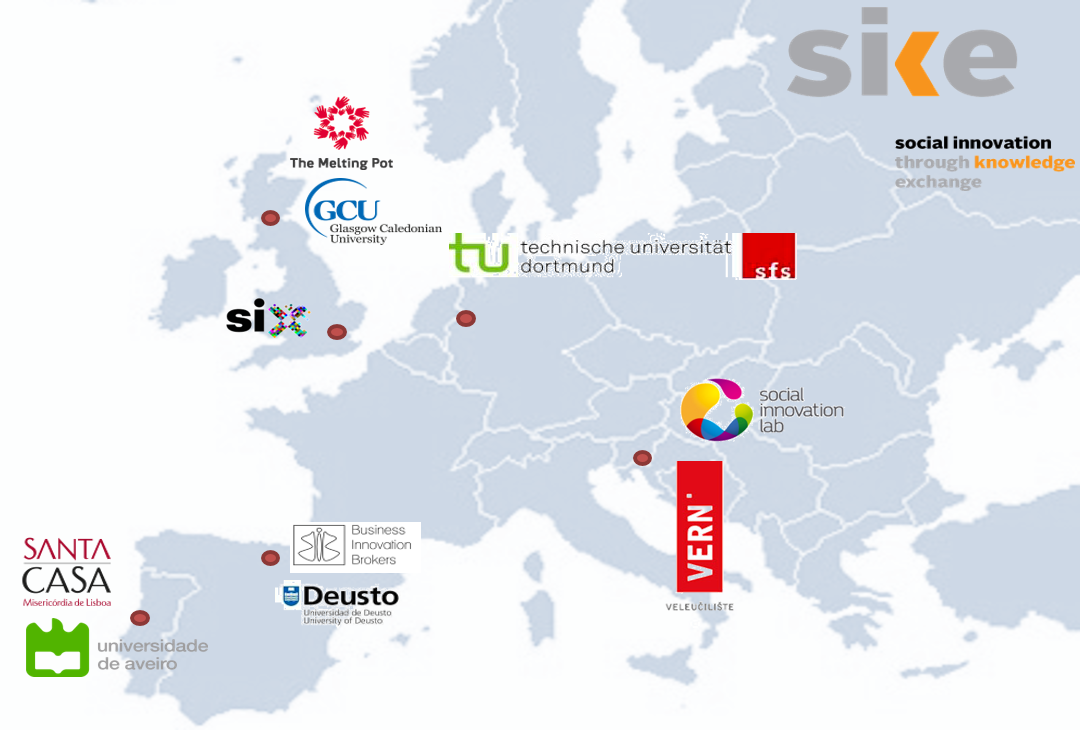 sike
social innovation
through knowledge
exchange
The Melting Pot
GCU
Glasgow Caledonian
University
tu technische universität
dortmund
sfs
six
social
innovation
lab
VERN'
VELEUČILIŠTE
Business
Innovation
Brokers
Deusto
Universidad de Deusto
University of Deusto
SANTA
CASA
Misericórdia de Lisboa
universidade
de aveiro